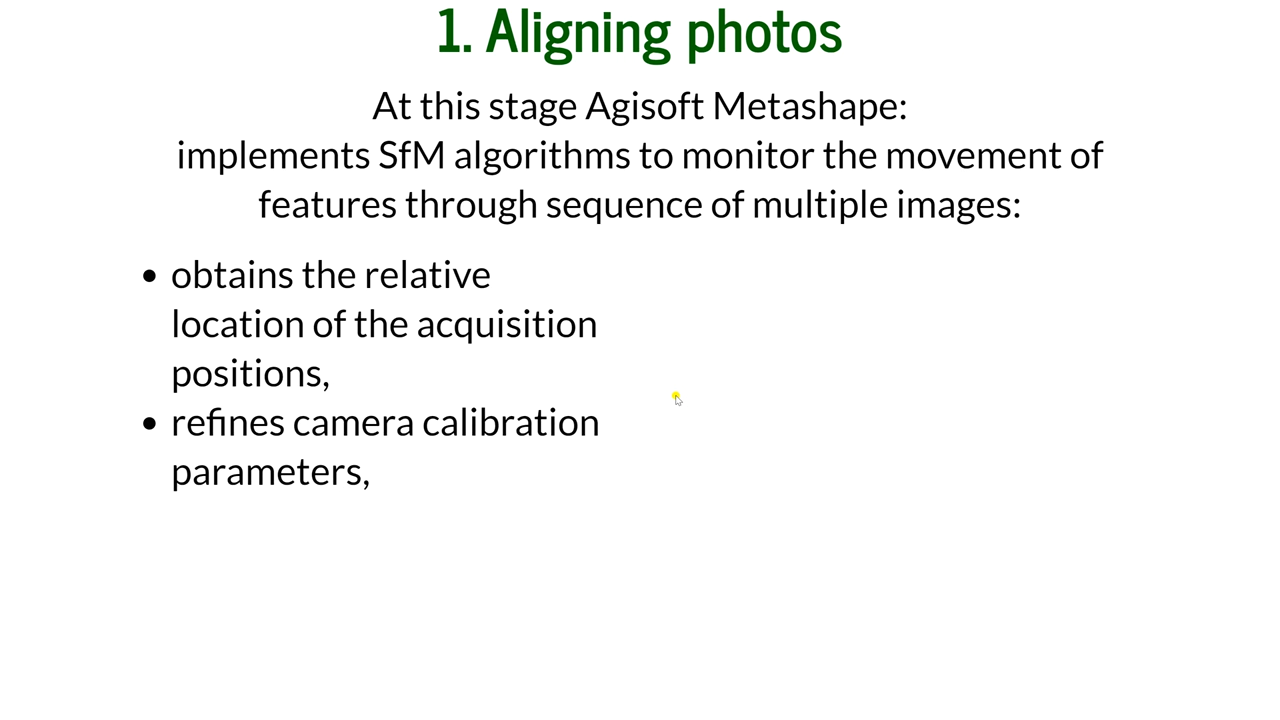 1. Aligning photos
At this stage Agisoft Metashape:
implements SfM algorithms to monitor the movement of
features through sequence of multiple images:
• obtains the relative
location of the acquisition
positions,
• refines camera calibration
parameters,